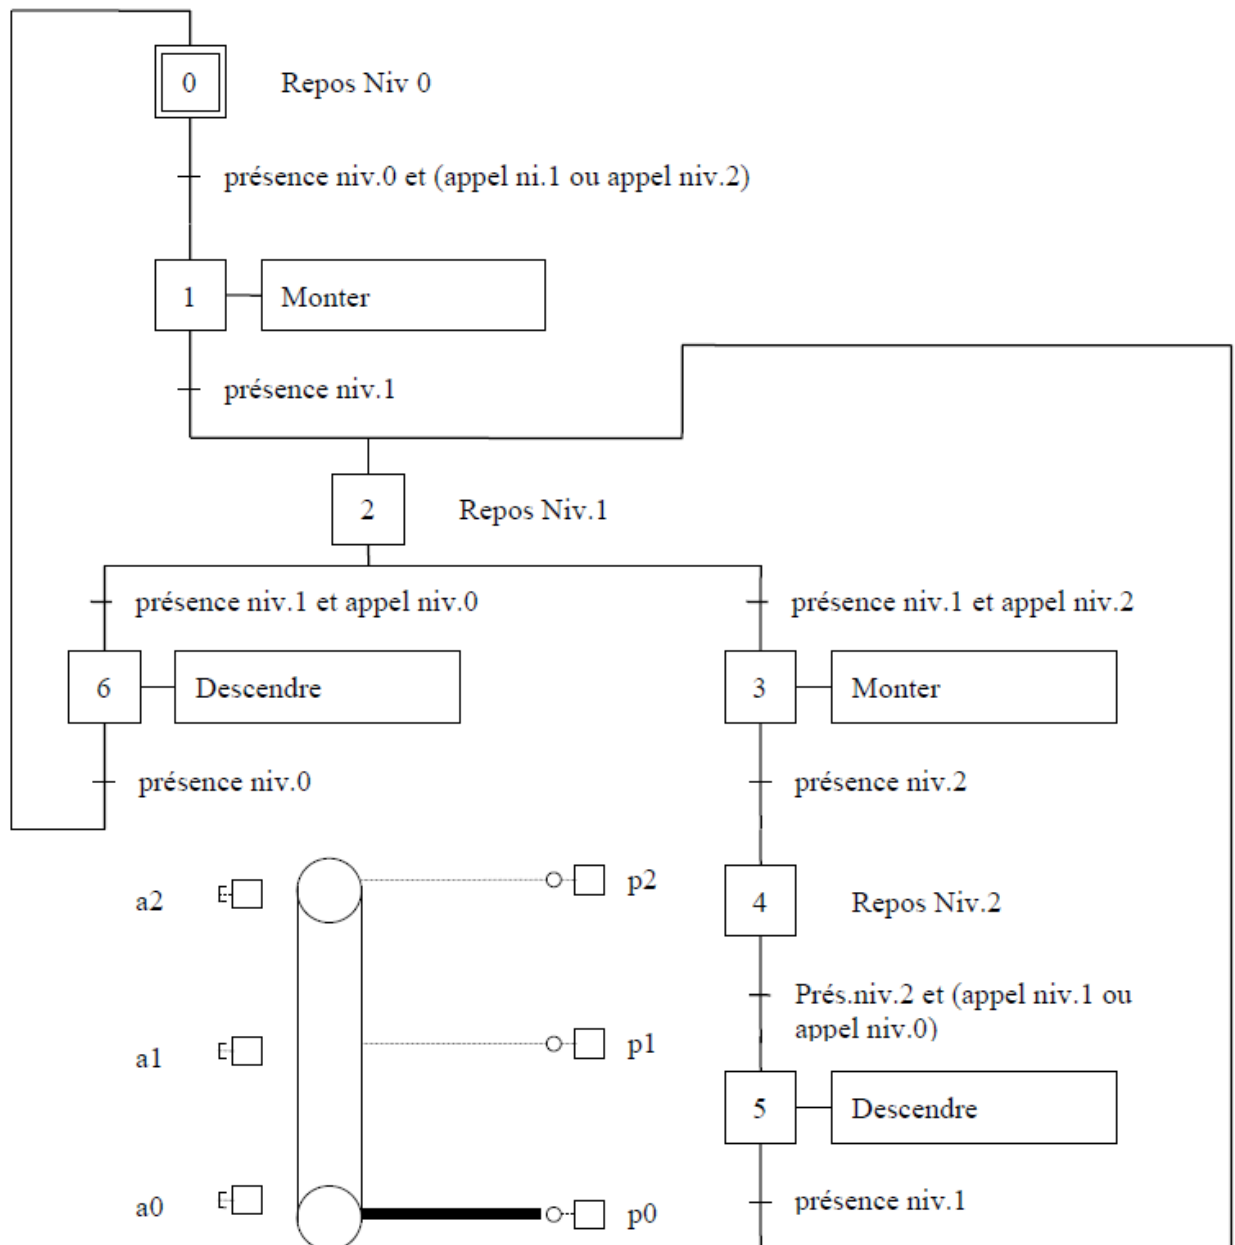 0
Repos Niv 0
présence niv.0 et (appel ni.1 ou appel niv.2)
1
Monter
présence niv.1
2
Repos Niv.1
présence niv.1 et appel niv.0
présence niv.1 et appel niv.2
6
Descendre
3
Monter
présence niv.0
présence niv.2
a2
p2
4
Repos Niv.2
Prés.niv.2 et (appel niv.1 ou
appel niv.0)
a1
p1
5
Descendre
a0
p0
présence niv.1